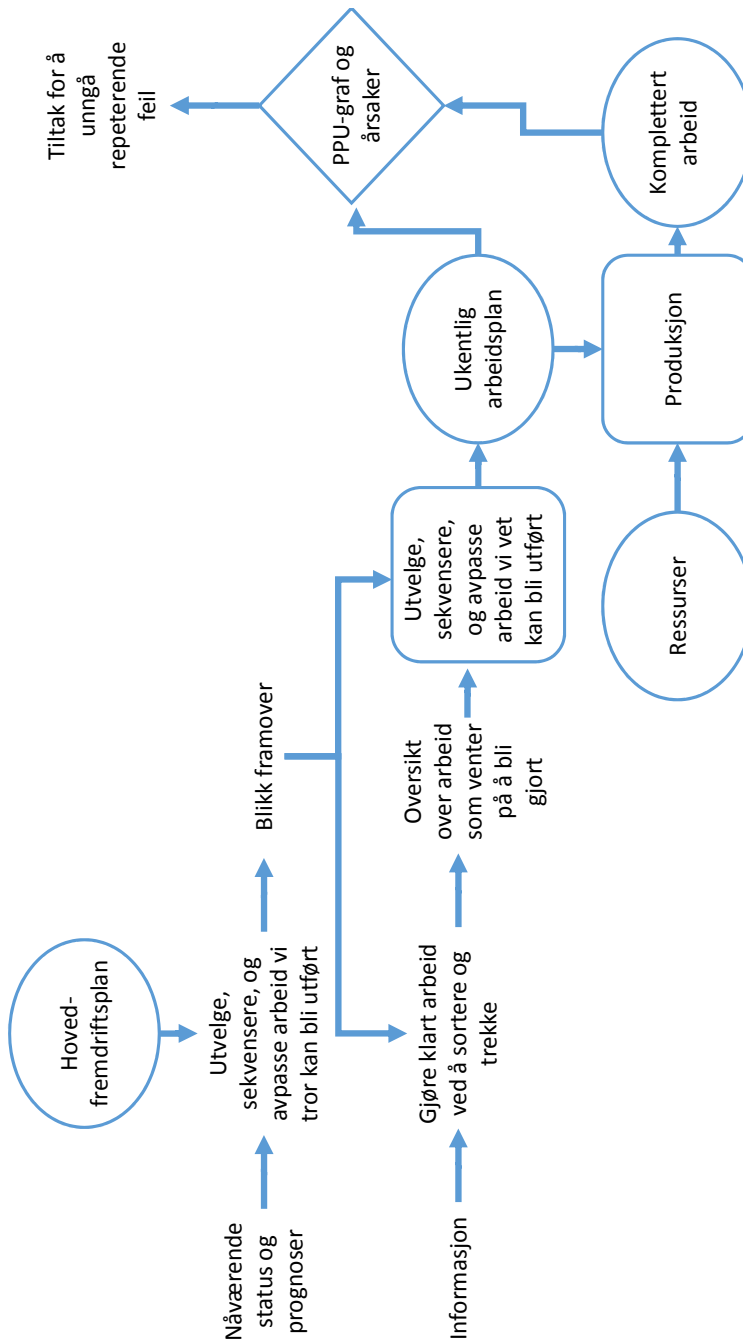 Hoved-
fremdriftsplan
Nåværende
status og
prognoser
Utvelge,
sekvensere, og
avpasse arbeid vi
tror kan bli utført
Blikk framover
Tiltak for å
unngå
repeterende
feil
Informasjon
Gjøre klart arbeid
ved å sortere og
trekke
Oversikt
over arbeid
som venter
på å bli
gjort
Utvelge,
sekvensere,
og avpasse
arbeid vi vet
kan bli utført
Ukentlig
arbeidsplan
PPU-graf og
årsaker
Ressurser
Produksjon
Komplettert
arbeid